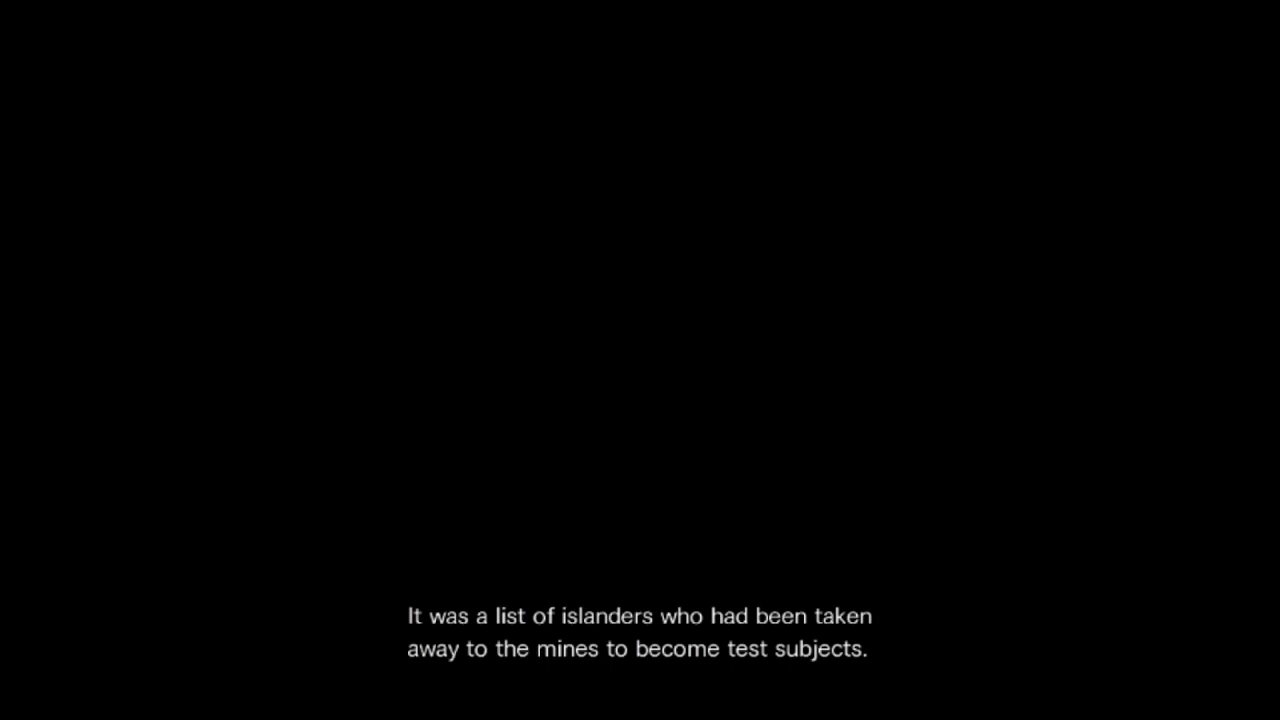 It was a list of islanders who had been taken
away to the mines to become test subjects.